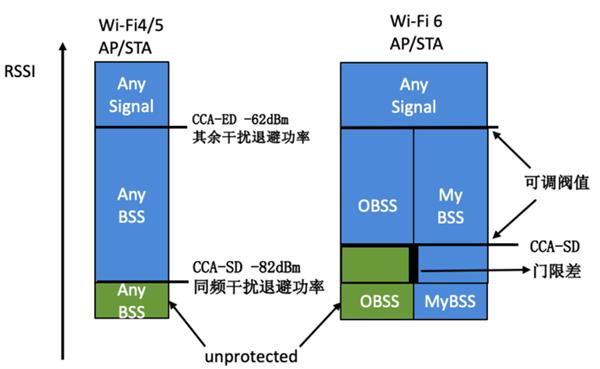 Wi-Fi4/5
AP/STA
Wi-Fi 6
AP/STA
RSSI
Any
Signal
CCA-ED -62dBm
其余干扰退避功率
Any
BSS
CCA-SD -82dBm
同频干扰退避功率
Any
BSS
unprotected
Any
Signal
OBSS
My
BSS
可调阀值
CCA-SD
门限差
OBSS
MyBSS